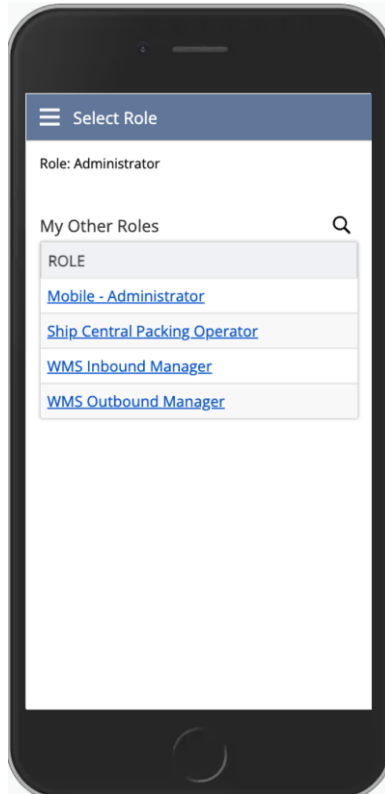 Select Role
Role: Administrator
My Other Roles
ROLE
Mobile - Administrator
Ship Central Packing Operator
WMS Inbound Manager
WMS Outbound Manager